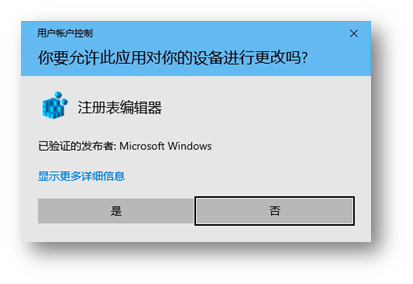 用户帐户控制
你要允许此应用对你的设备进行更改吗?
注册表编辑器
已验证的发布者: Microsoft Windows
显示更多详细信息
是
否